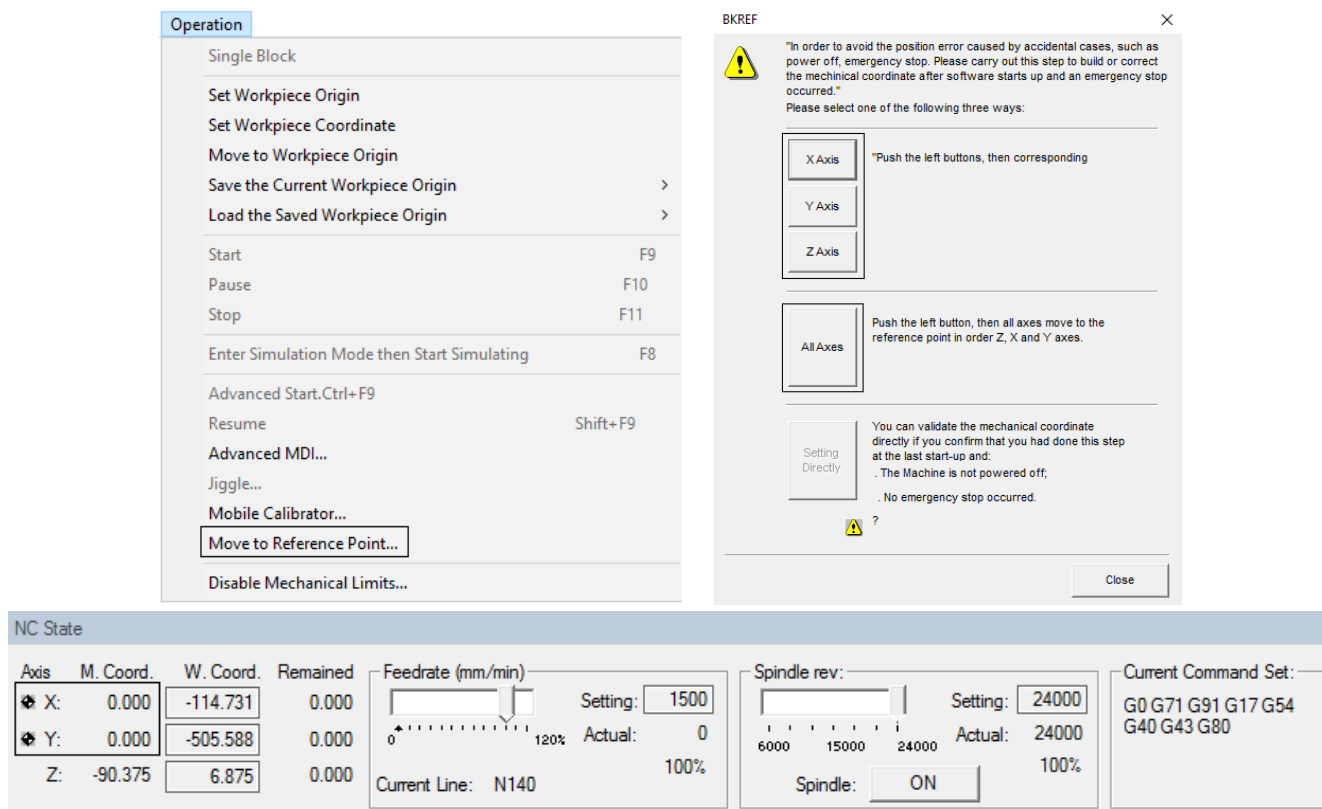 Operation
Single Block
Set Workpiece Origin
Set Workpiece Coordinate
Move to Workpiece Origin
Save the Current Workpiece Origin >
Load the Saved Workpiece Origin >
Start F9
Pause F10
Stop F11
Enter Simulation Mode then Start Simulating F8
Advanced Start.Ctrl+F9
Resume Shift+F9
Advanced MDI...
Jiggle...
Mobile Calibrator...
Move to Reference Point...
Disable Mechanical Limits...
BKREF
"In order to avoid the position error caused by accidental cases, such as
power off, emergency stop. Please carry out this step to build or correct
the mechinical coordinate after software starts up and an emergency stop
occurred."
Please select one of the following three ways:
X Axis
"Push the left buttons, then corresponding
Y Axis
Z Axis
All Axes
Push the left button, then all axes move to the
reference point in order Z, X and Y axes.
Setting
Directly
You can validate the mechanical coordinate
directly if you confirm that you had done this step
at the last start-up and:
. The Machine is not powered off;
. No emergency stop occurred.
?
Close
NC State
Axis M. Coord. W. Coord. Remained
X: 0.000 -114.731 0.000
Y: 0.000 -505.588 0.000
Z: -90.375 6.875 0.000
Feedrate (mm/min)
Setting: 1500
0 120% Actual: 0
100%
Current Line: N140
Spindle rev:
Setting: 24000
6000 15000 24000 Actual: 24000
100%
Spindle: ON
Current Command Set:
G0 G71 G91 G17 G54
G40 G43 G80